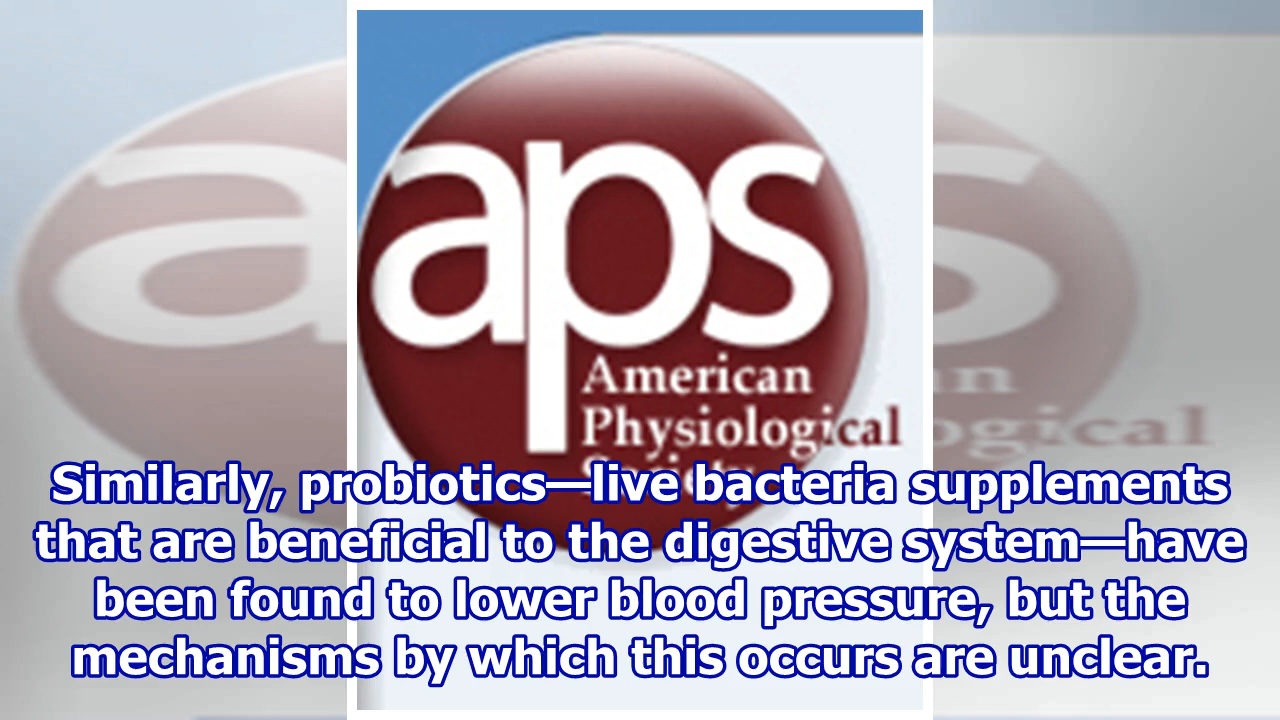 aps
American
Physiological
Society
Similarly, probiotics—live bacteria supplements
that are beneficial to the digestive system—have
been found to lower blood pressure, but the
mechanisms by which this occurs are unclear.